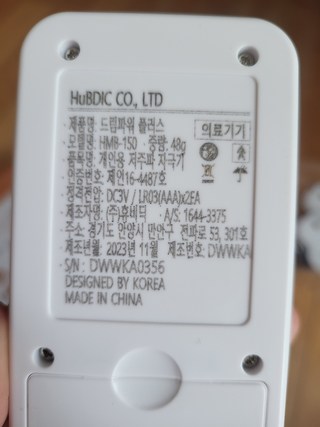 HuBDIC CO., LTD
· 제품명: 드림파워 플러스
의료기기
· 모델명: HMB-150 · 중량: 48g
· 품목명: 개인용 저주파 자극기
· 인증번호: 제인16-4487호
· 정격전압: DC3V / LR03(AAA)x2EA
· 제조자명: (주)휴비딕 · A/S: 1644-3375
· 주소: 경기도 안양시 만안구 전파로 53, 301호
· 제조년월: 2023년 11월 제조번호: DWWKA
· S/N : DWWKA0356
DESIGNED BY KOREA
MADE IN CHINA